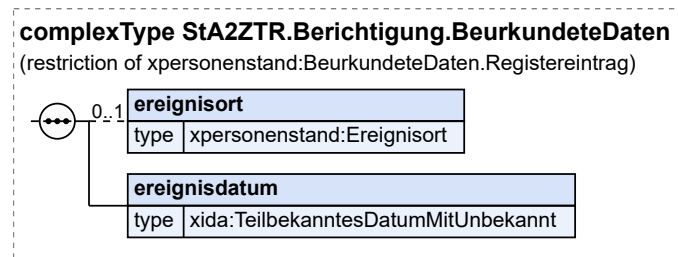 complexType StA2ZTR.Berichtigung.BeurkundeteDaten
(restriction of xpersonenstand:BeurkundeteDaten.Registereintrag)
0..1
ereignisort
type xpersonenstand:Ereignisort
ereignisdatum
type xida:TeilbekanntesDatumMitUnbekannt